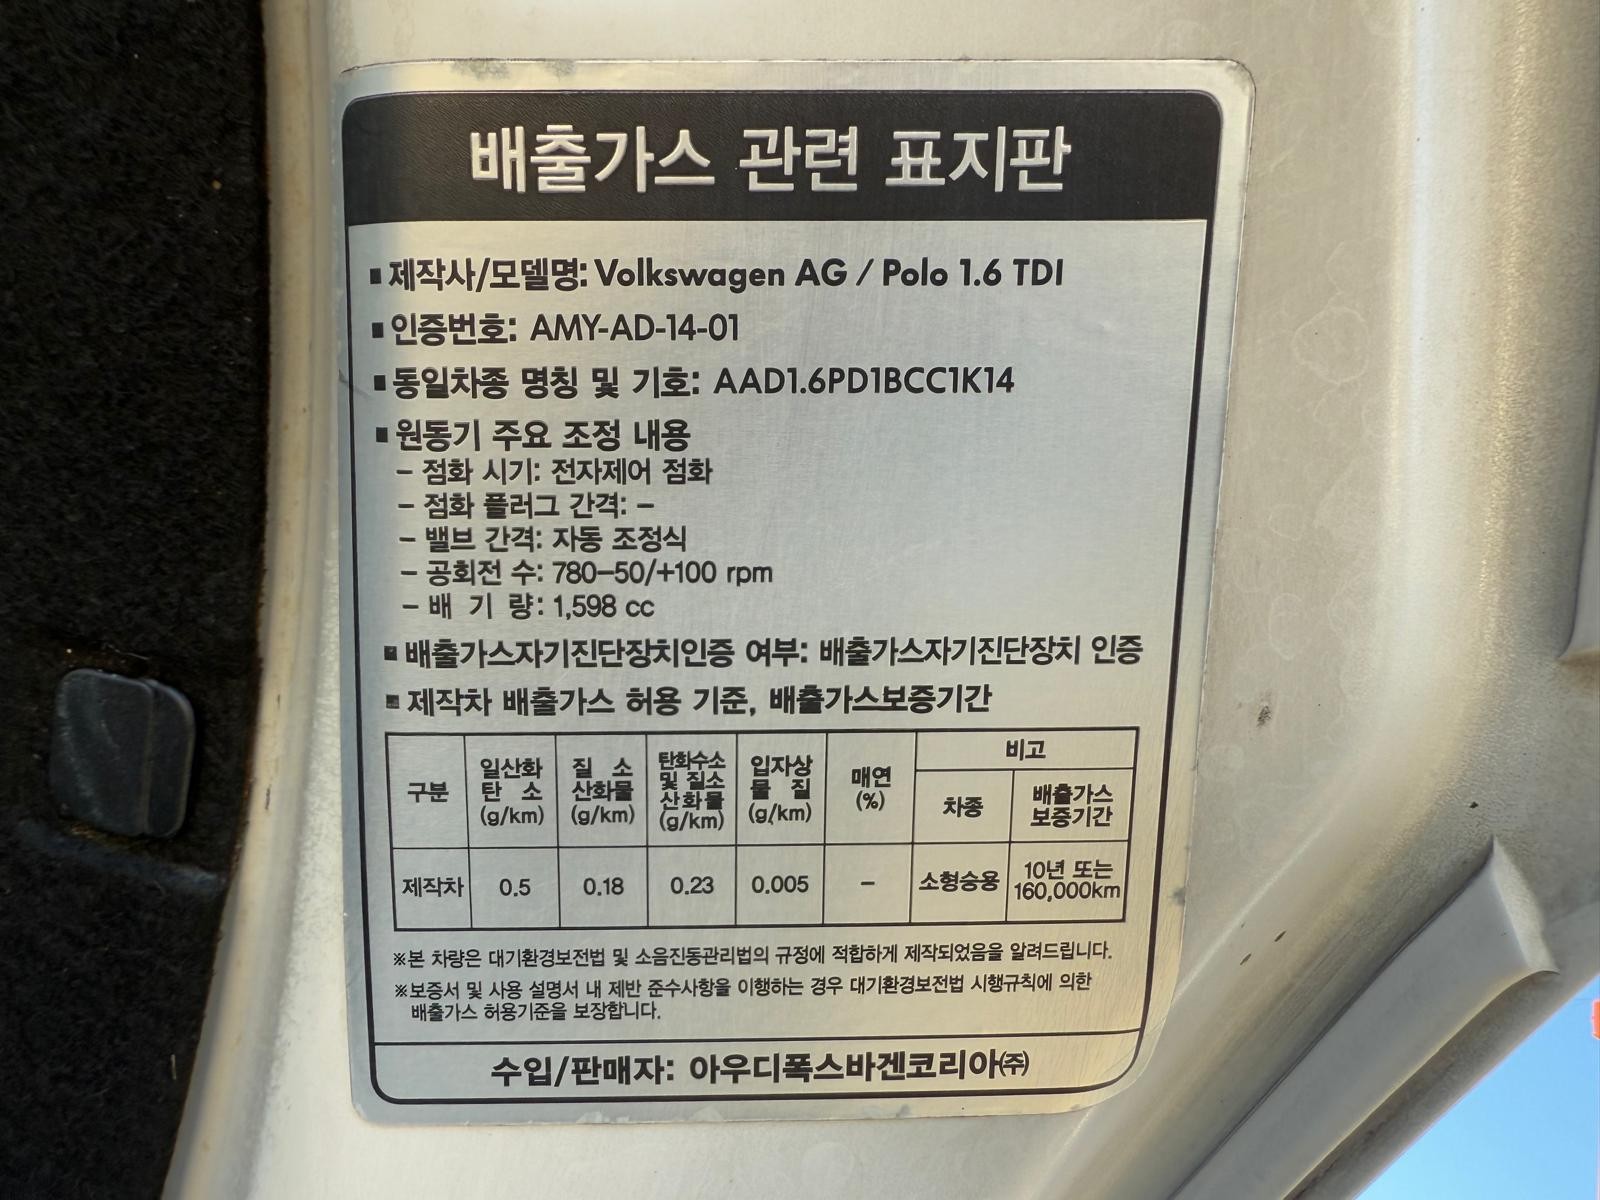 배출가스 관련 표지판
▪제작사/모델명: Volkswagen AG / Polo 1.6 TDI
▪인증번호: AMY-AD-14-01
▪동일차종 명칭 및 기호: AAD1.6PD1BCC1K14
▪원동기 주요 조정 내용
– 점화 시기: 전자제어 점화
– 점화 플러그 간격: –
– 밸브 간격: 자동 조정식
– 공회전 수: 780–50/+100 rpm
– 배 기 량: 1,598 cc
▪배출가스자기진단장치인증 여부: 배출가스자기진단장치 인증
▪제작차 배출가스 허용 기준, 배출가스보증기간
구분
일산화
탄 소
(g/km)
질 소
산화물
(g/km)
탄화수소
및 질소
산화물
(g/km)
입자상
물 질
(g/km)
매연
(%)
비고
차종
배출가스
보증기간
제작차 0.5 0.18 0.23 0.005 – 소형승용
10년 또는
160,000km
※본 차량은 대기환경보전법 및 소음진동관리법의 규정에 적합하게 제작되었음을 알려드립니다.
※보증서 및 사용 설명서 내 제반 준수사항을 이행하는 경우 대기환경보전법 시행규칙에 의한
배출가스 허용기준을 보장합니다.
수입/판매자: 아우디폭스바겐코리아㈜